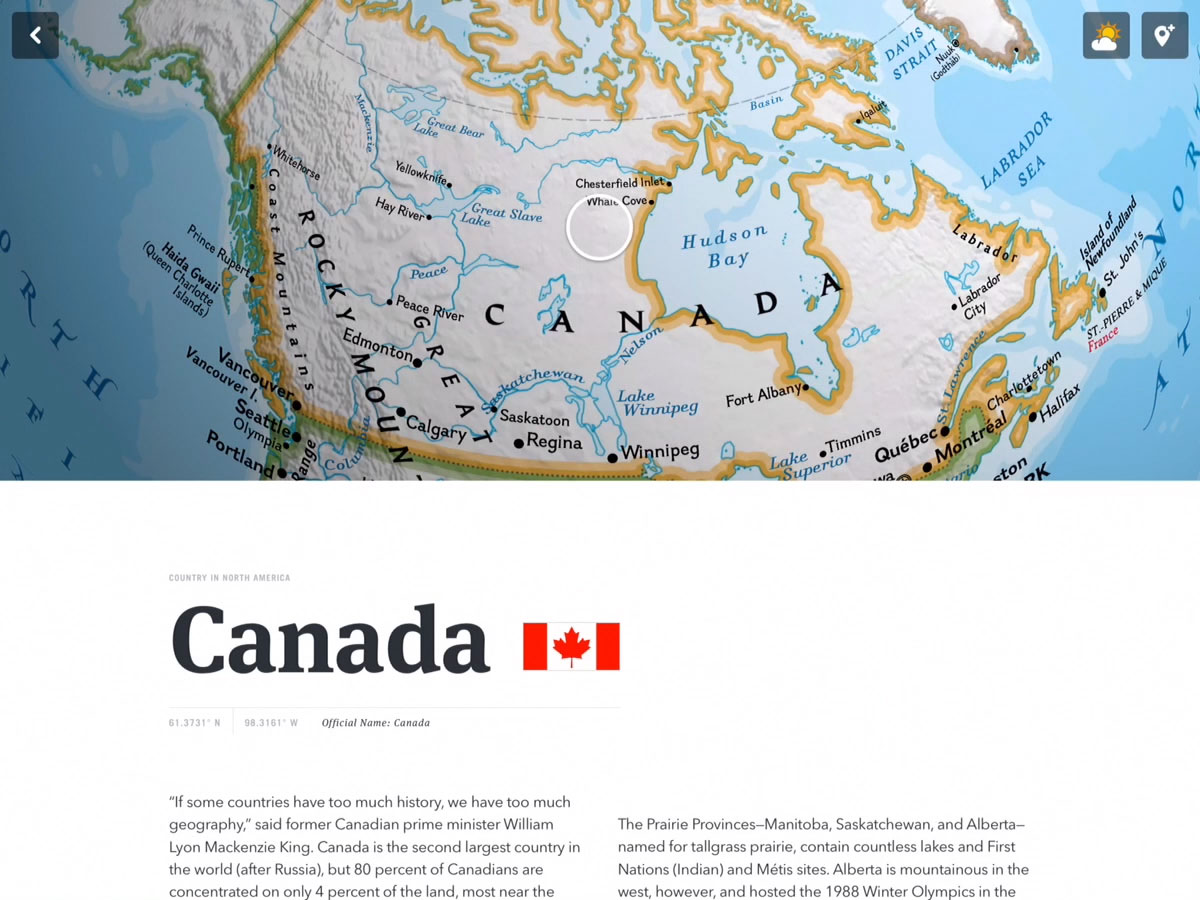 DAVIS
STRAIT
Nuuk
(Godthåb)
Basin
Iqaluit
LABRADOR
SEA
Mackenzie
Great Bear
Lake
Whitehorse
Yellowknife
Chesterfield Inlet
Whale Cove
Hay River
Great Slave
Lake
Hudson
Bay
Labrador
Island of
Newfoundland
St. John's
ST.-PIERRE & MIQUE
France
Labrador
City
Coast Mountains
ROCKY MOUN
Prince Rupert
Haida Gwaii
(Queen Charlotte
Islands)
Peace
Peace River
GREAT
CANADA
NORTH
Nelson
Edmonton
Saskatchewan
Lake
Winnipeg
Fort Albany
St. Lawrence
Charlottetown
Halifax
Vancouver
Vancouver I.
Seattle
Olympia
Portland
Range
Columbia
Calgary
Saskatoon
Regina
Winnipeg
Lake
Superior
Timmins
Québec
Montréal
COUNTRY IN NORTH AMERICA
Canada
61.3731° N 98.3161° W Official Name: Canada
“If some countries have too much history, we have too much
geography,” said former Canadian prime minister William
Lyon Mackenzie King. Canada is the second largest country in
the world (after Russia), but 80 percent of Canadians are
concentrated on only 4 percent of the land, most near the
The Prairie Provinces—Manitoba, Saskatchewan, and Alberta—
named for tallgrass prairie, contain countless lakes and First
Nations (Indian) and Métis sites. Alberta is mountainous in the
west, however, and hosted the 1988 Winter Olympics in the